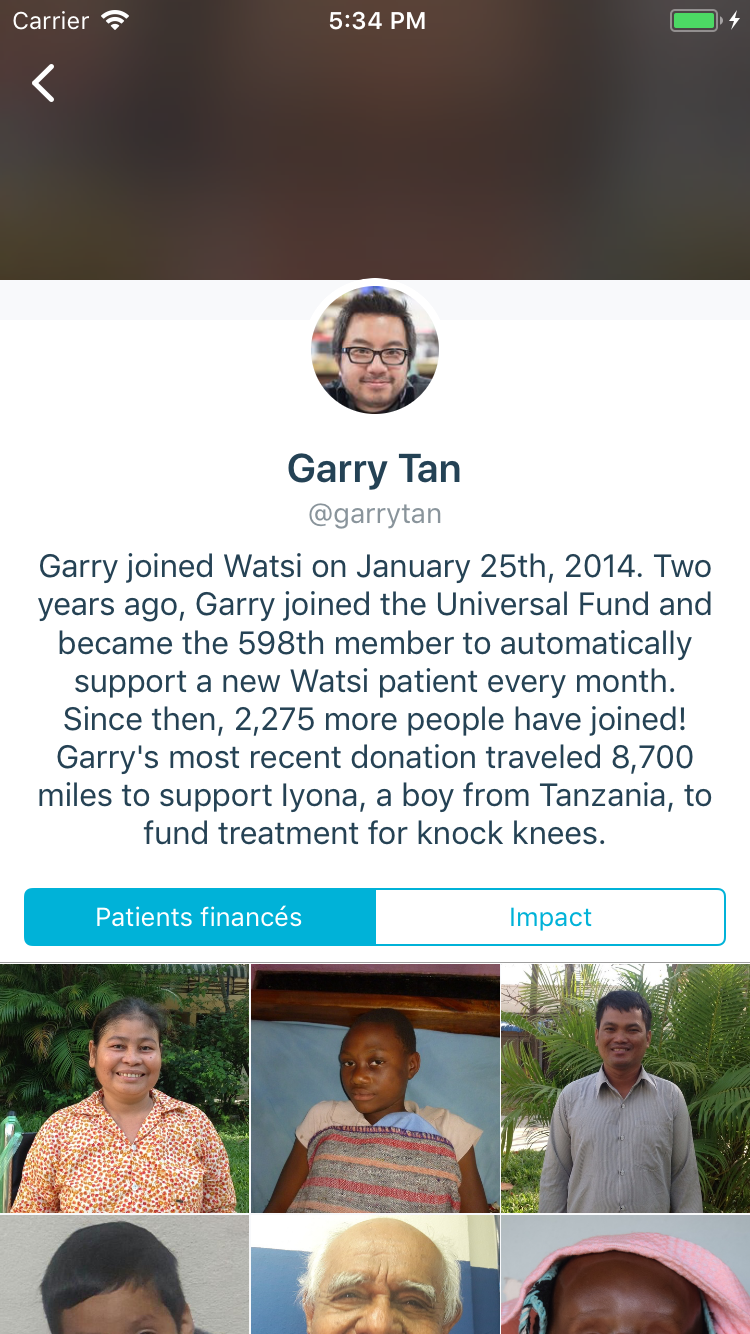 Carrier 5:34 PM
Garry Tan
@garrytan
Garry joined Watsi on January 25th, 2014. Two
years ago, Garry joined the Universal Fund and
became the 598th member to automatically
support a new Watsi patient every month.
Since then, 2,275 more people have joined!
Garry's most recent donation traveled 8,700
miles to support Iyona, a boy from Tanzania, to
fund treatment for knock knees.
Patients financés Impact